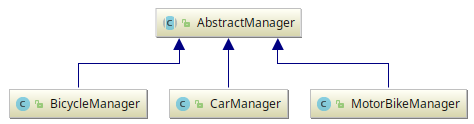 C AbstractManager
C BicycleManager
C CarManager
C MotorBikeManager